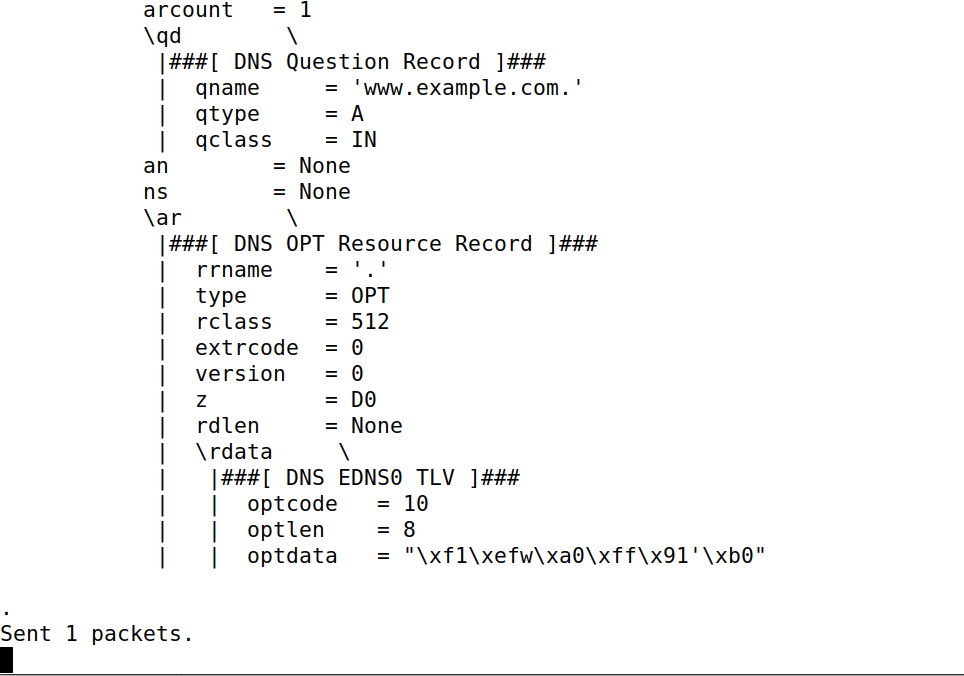 arcount   = 1
           \qd        \
            |###[ DNS Question Record ]###
            |  qname     = 'www.example.com.'
            |  qtype     = A
            |  qclass    = IN
           an        = None
           ns        = None
           \ar        \
            |###[ DNS OPT Resource Record ]###
            |  rrname    = '.'
            |  type      = OPT
            |  rclass    = 512
            |  extrcode  = 0
            |  version   = 0
            |  z         = D0
            |  rdlen     = None
            |  \rdata     \
            |   |###[ DNS EDNS0 TLV ]###
            |   |  optcode   = 10
            |   |  optlen    = 8
            |   |  optdata   = "\xf1\xefw\xa0\xff\x91'\xb0"
.
Sent 1 packets.